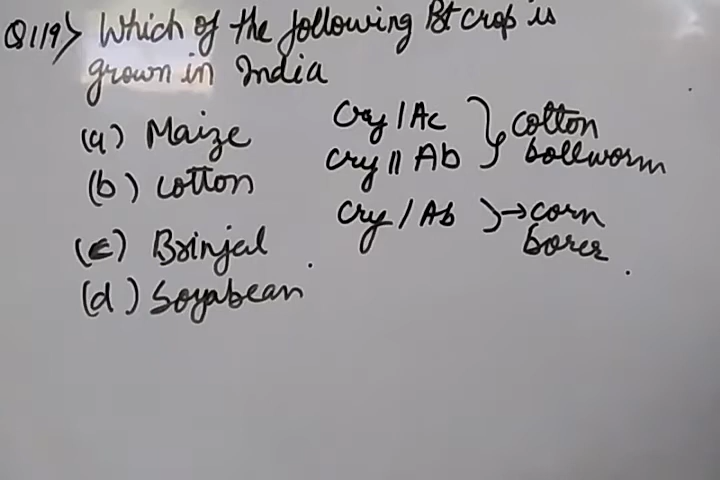 Q119> Which of the following Bt crop is
grown in India
(a) Maize
(b) cotton
(c) Brinjal
(d) Soyabean
Cry I Ac
Cry II Ab
cotton
bollworm
Cry I Ab → corn
borer